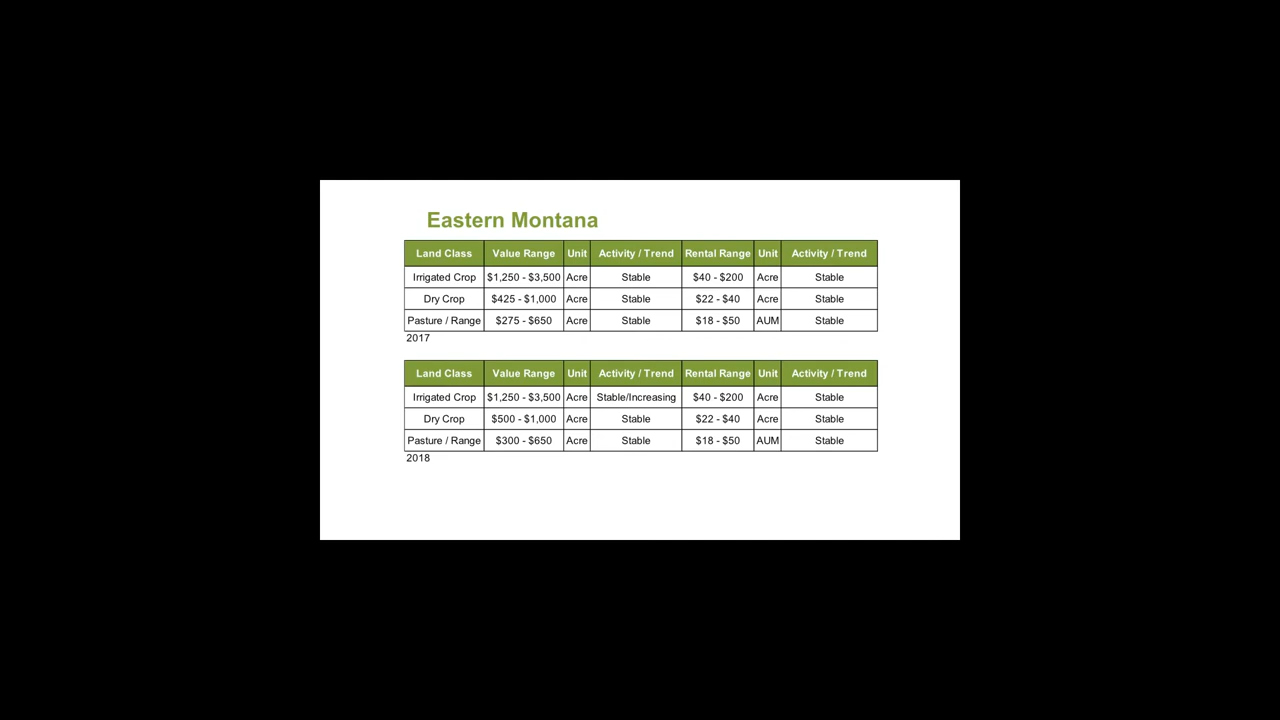 Eastern Montana
Land Class Value Range Unit Activity / Trend Rental Range Unit Activity / Trend
Irrigated Crop $1,250 - $3,500 Acre Stable $40 - $200 Acre Stable
Dry Crop $425 - $1,000 Acre Stable $22 - $40 Acre Stable
Pasture / Range $275 - $650 Acre Stable $18 - $50 AUM Stable
2017
Land Class Value Range Unit Activity / Trend Rental Range Unit Activity / Trend
Irrigated Crop $1,250 - $3,500 Acre Stable/Increasing $40 - $200 Acre Stable
Dry Crop $500 - $1,000 Acre Stable $22 - $40 Acre Stable
Pasture / Range $300 - $650 Acre Stable $18 - $50 AUM Stable
2018